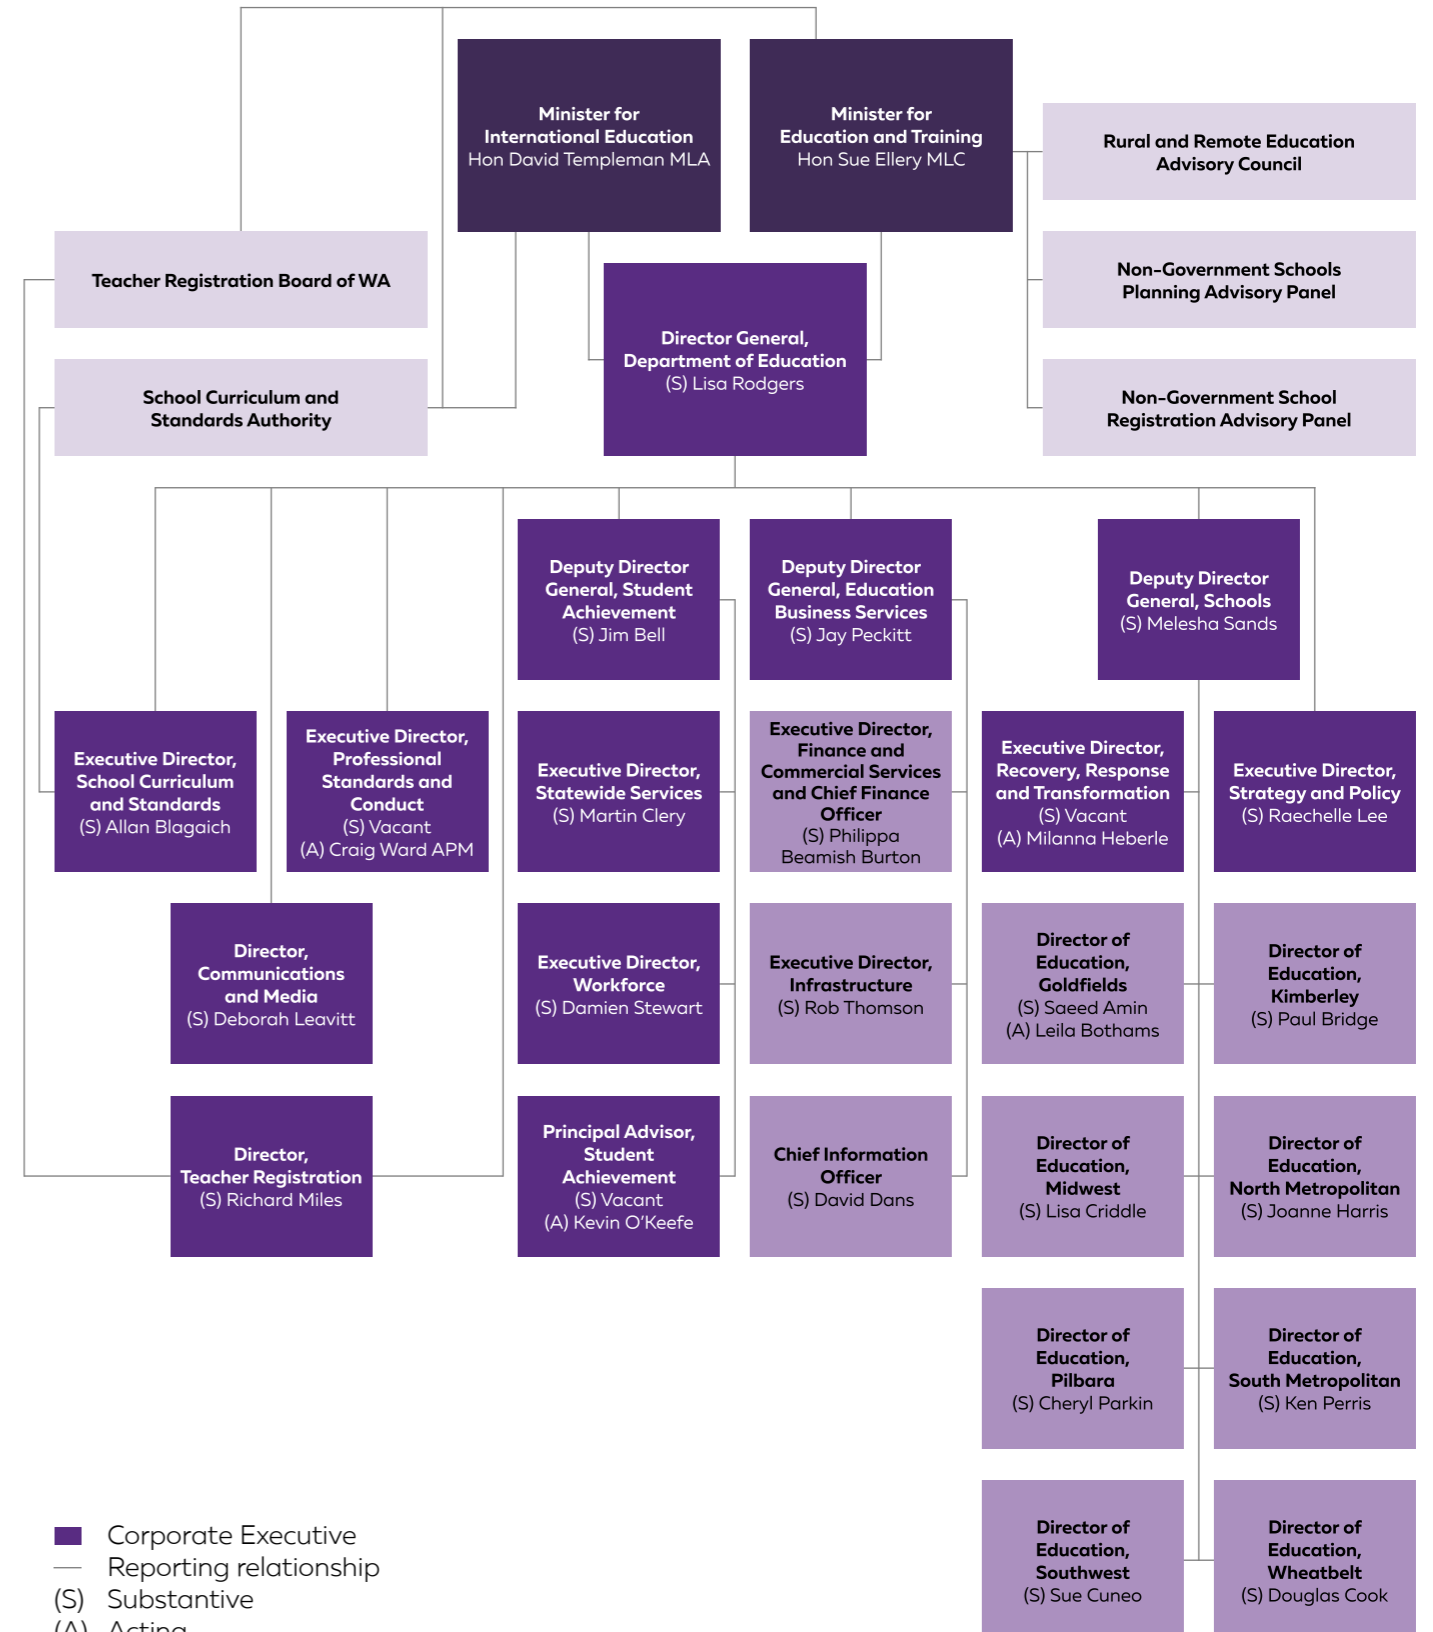 Minister for
International Education
Hon David Templeman MLA
Minister for
Education and Training
Hon Sue Ellery MLC
Rural and Remote Education
Advisory Council
Teacher Registration Board of WA
Non-Government Schools
Planning Advisory Panel
Director General,
Department of Education
(S) Lisa Rodgers
School Curriculum and
Standards Authority
Non-Government School
Registration Advisory Panel
Deputy Director
General, Student
Achievement
(S) Jim Bell
Deputy Director
General, Education
Business Services
(S) Jay Peckitt
Deputy Director
General, Schools
(S) Melesha Sands
Executive Director,
School Curriculum
and Standards
(S) Allan Blagaich
Executive Director,
Professional
Standards and
Conduct
(S) Vacant
(A) Craig Ward APM
Executive Director,
Statewide Services
(S) Martin Clery
Executive Director,
Finance and
Commercial Services
and Chief Finance
Officer
(S) Philippa
Beamish Burton
Executive Director,
Recovery, Response
and Transformation
(S) Vacant
(A) Milanna Heberle
Executive Director,
Strategy and Policy
(S) Raechelle Lee
Director,
Communications
and Media
(S) Deborah Leavitt
Executive Director,
Workforce
(S) Damien Stewart
Executive Director,
Infrastructure
(S) Rob Thomson
Director of
Education,
Goldfields
(S) Saeed Amin
(A) Leila Bothams
Director of
Education,
Kimberley
(S) Paul Bridge
Director,
Teacher Registration
(S) Richard Miles
Principal Advisor,
Student
Achievement
(S) Vacant
(A) Kevin O'Keefe
Chief Information
Officer
(S) David Dans
Director of
Education,
Midwest
(S) Lisa Criddle
Director of
Education,
North Metropolitan
(S) Joanne Harris
Director of
Education,
Pilbara
(S) Cheryl Parkin
Director of
Education,
South Metropolitan
(S) Ken Perris
Director of
Education,
Southwest
(S) Sue Cuneo
Director of
Education,
Wheatbelt
(S) Douglas Cook
Corporate Executive
Reporting relationship
(S) Substantive
(A) Acting